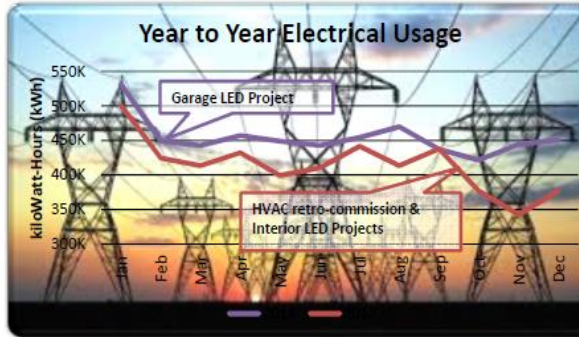 Year to Year Electrical Usage
550K
500K
450K
400K
350K
300K
kiloWatt-Hours (kWh)
Garage LED Project
HVAC retro-commission &
Interior LED Projects
Jan
Feb
Mar
Apr
May
Jun
Jul
Aug
Sep
Oct
Nov
Dec